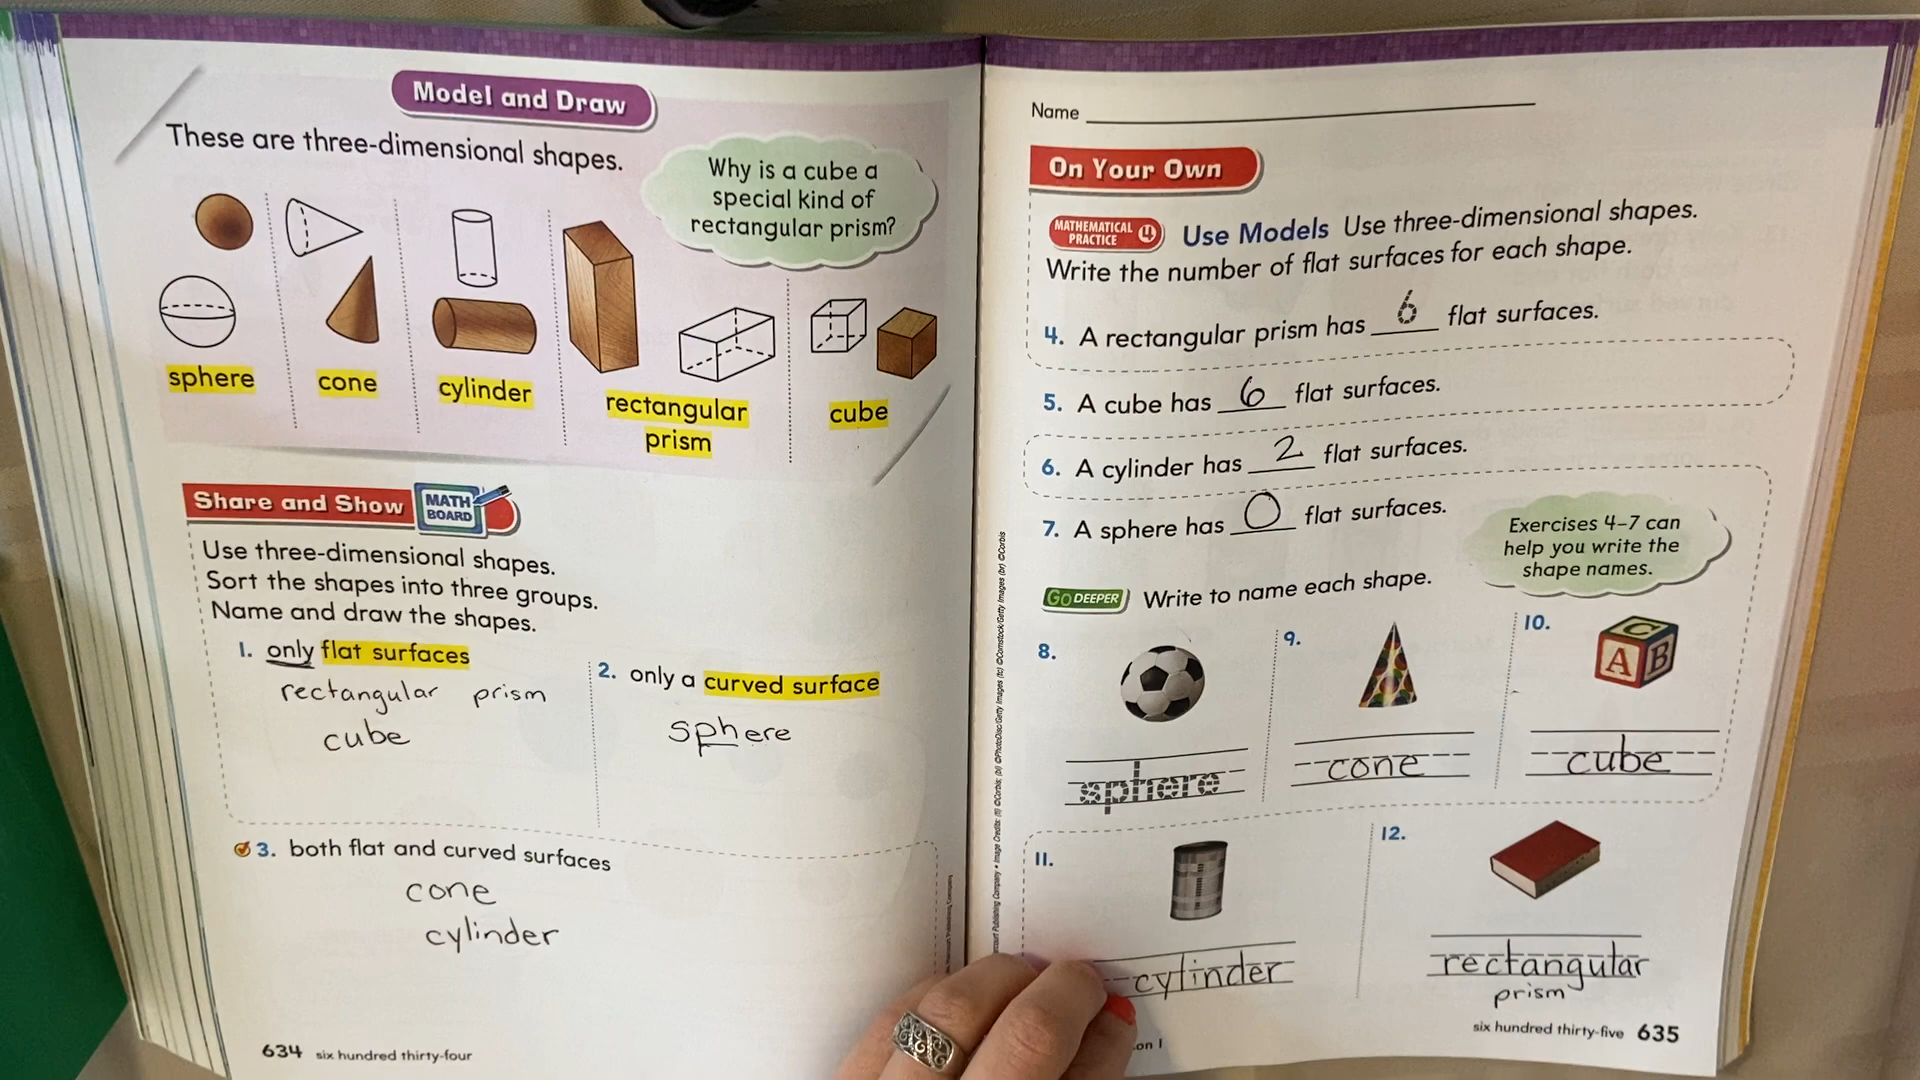 Model and Draw
These are three-dimensional shapes.
Why is a cube a
special kind of
rectangular prism?
sphere
cone
cylinder
rectangular
prism
cube
Share and Show
MATH
BOARD
Use three-dimensional shapes.
Sort the shapes into three groups.
Name and draw the shapes.
1. only flat surfaces
rectangular prism
cube
2. only a curved surface
sphere
3. both flat and curved surfaces
cone
cylinder
634 six hundred thirty-four
Name
On Your Own
MATHEMATICAL
PRACTICE 4
Use Models Use three-dimensional shapes.
Write the number of flat surfaces for each shape.
4. A rectangular prism has 6 flat surfaces.
5. A cube has 6 flat surfaces.
6. A cylinder has 2 flat surfaces.
7. A sphere has 0 flat surfaces.
Exercises 4–7 can
help you write the
shape names.
GO DEEPER Write to name each shape.
8.
sphere
9.
cone
10.
C
A B
cube
11.
cylinder
12.
rectangular
prism
on 1
six hundred thirty-five 635